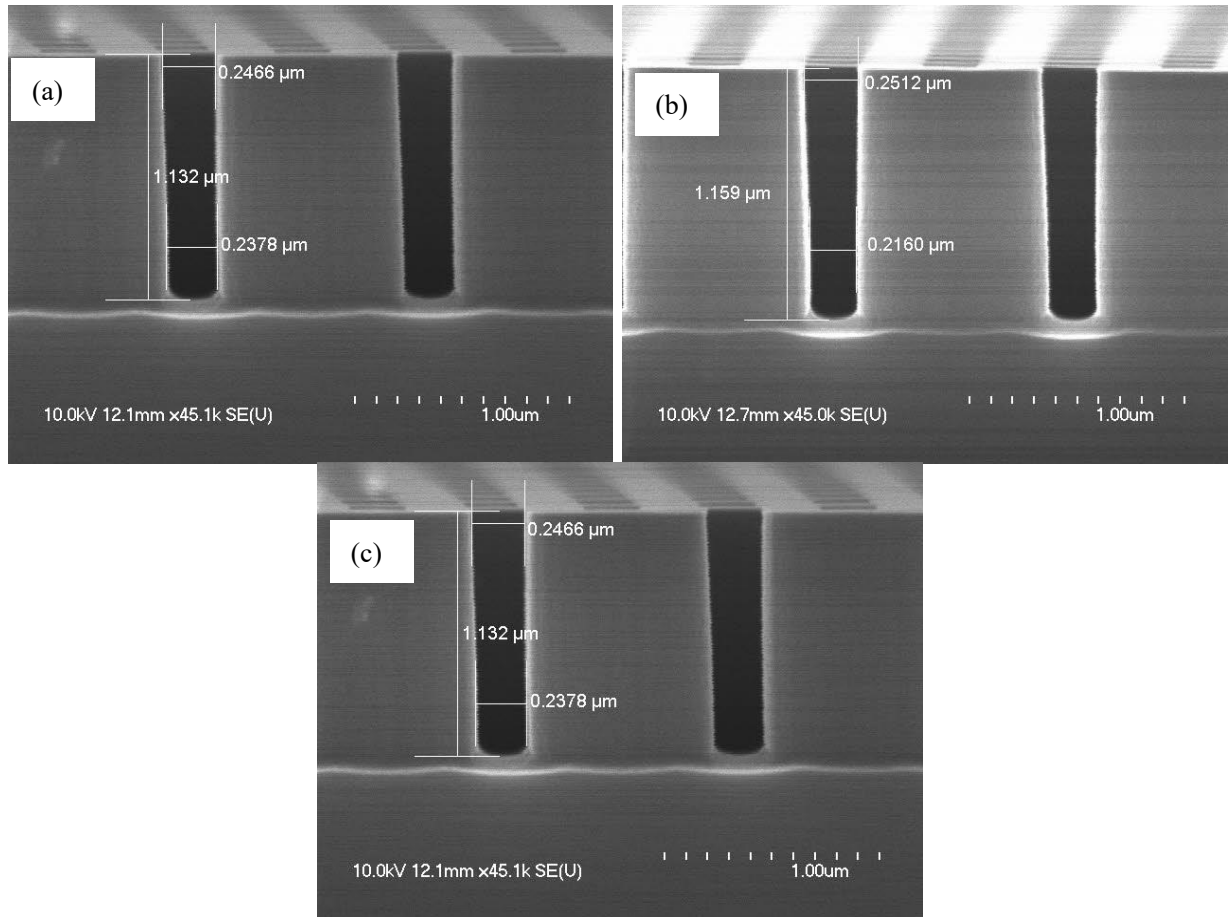 (a)
0.2466 µm
1.132 µm
0.2378 µm
1.00um
10.0kV 12.1mm x45.1k SE(U)
(b)
0.2512 µm
1.159 µm
0.2160 µm
1.00um
10.0kV 12.7mm x45.0k SE(U)
(c)
0.2466 µm
1.132 µm
0.2378 µm
1.00um
10.0kV 12.1mm x45.1k SE(U)